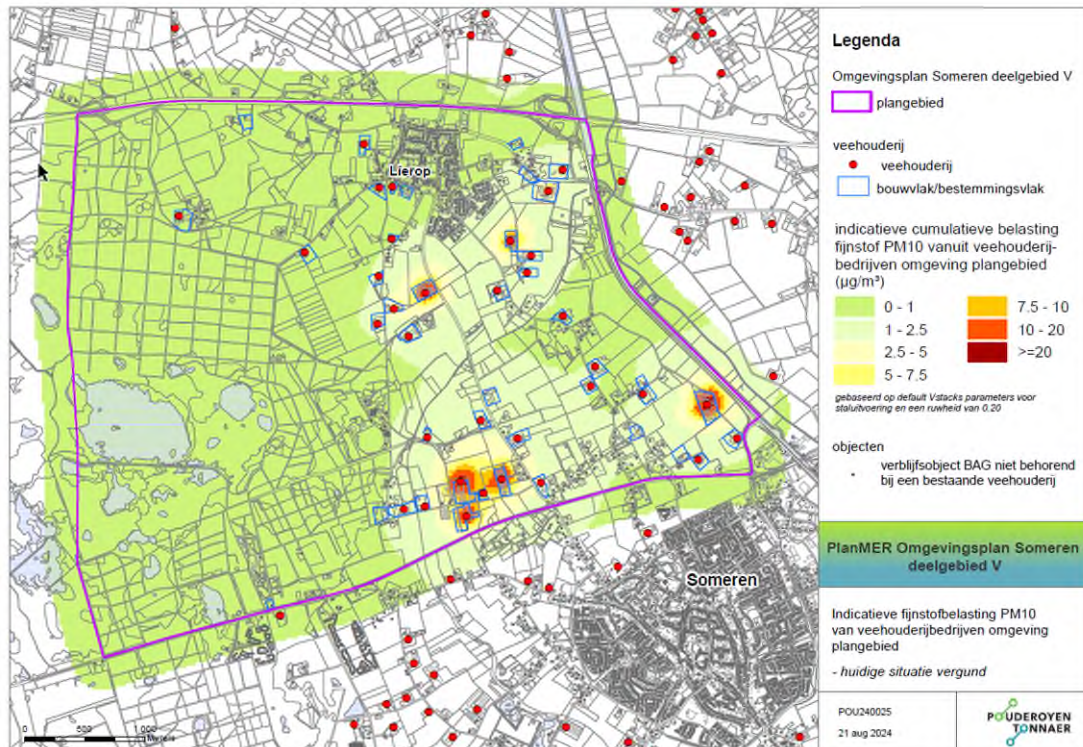 Lierop
Someren
0 500 1.000
Meters
Legenda
Omgevingsplan Someren deelgebied V
plangebied
veehouderij
veehouderij
bouwvlak/bestemmingsvlak
indicatieve cumulatieve belasting
fijnstof PM10 vanuit veehouderij-
bedrijven omgeving plangebied
(µg/m³)
0 - 1 7.5 - 10
1 - 2.5 10 - 20
2.5 - 5 >=20
5 - 7.5
gebaseerd op default Vstacks parameters voor
staluitvoering en een ruwheid van 0.20
objecten
verblijfsobject BAG niet behorend
bij een bestaande veehouderij
PlanMER Omgevingsplan Someren
deelgebied V
Indicatieve fijnstofbelasting PM10
van veehouderijbedrijven omgeving
plangebied
- huidige situatie vergund
POU240025
21 aug 2024
POUDEROYEN
TONNAER